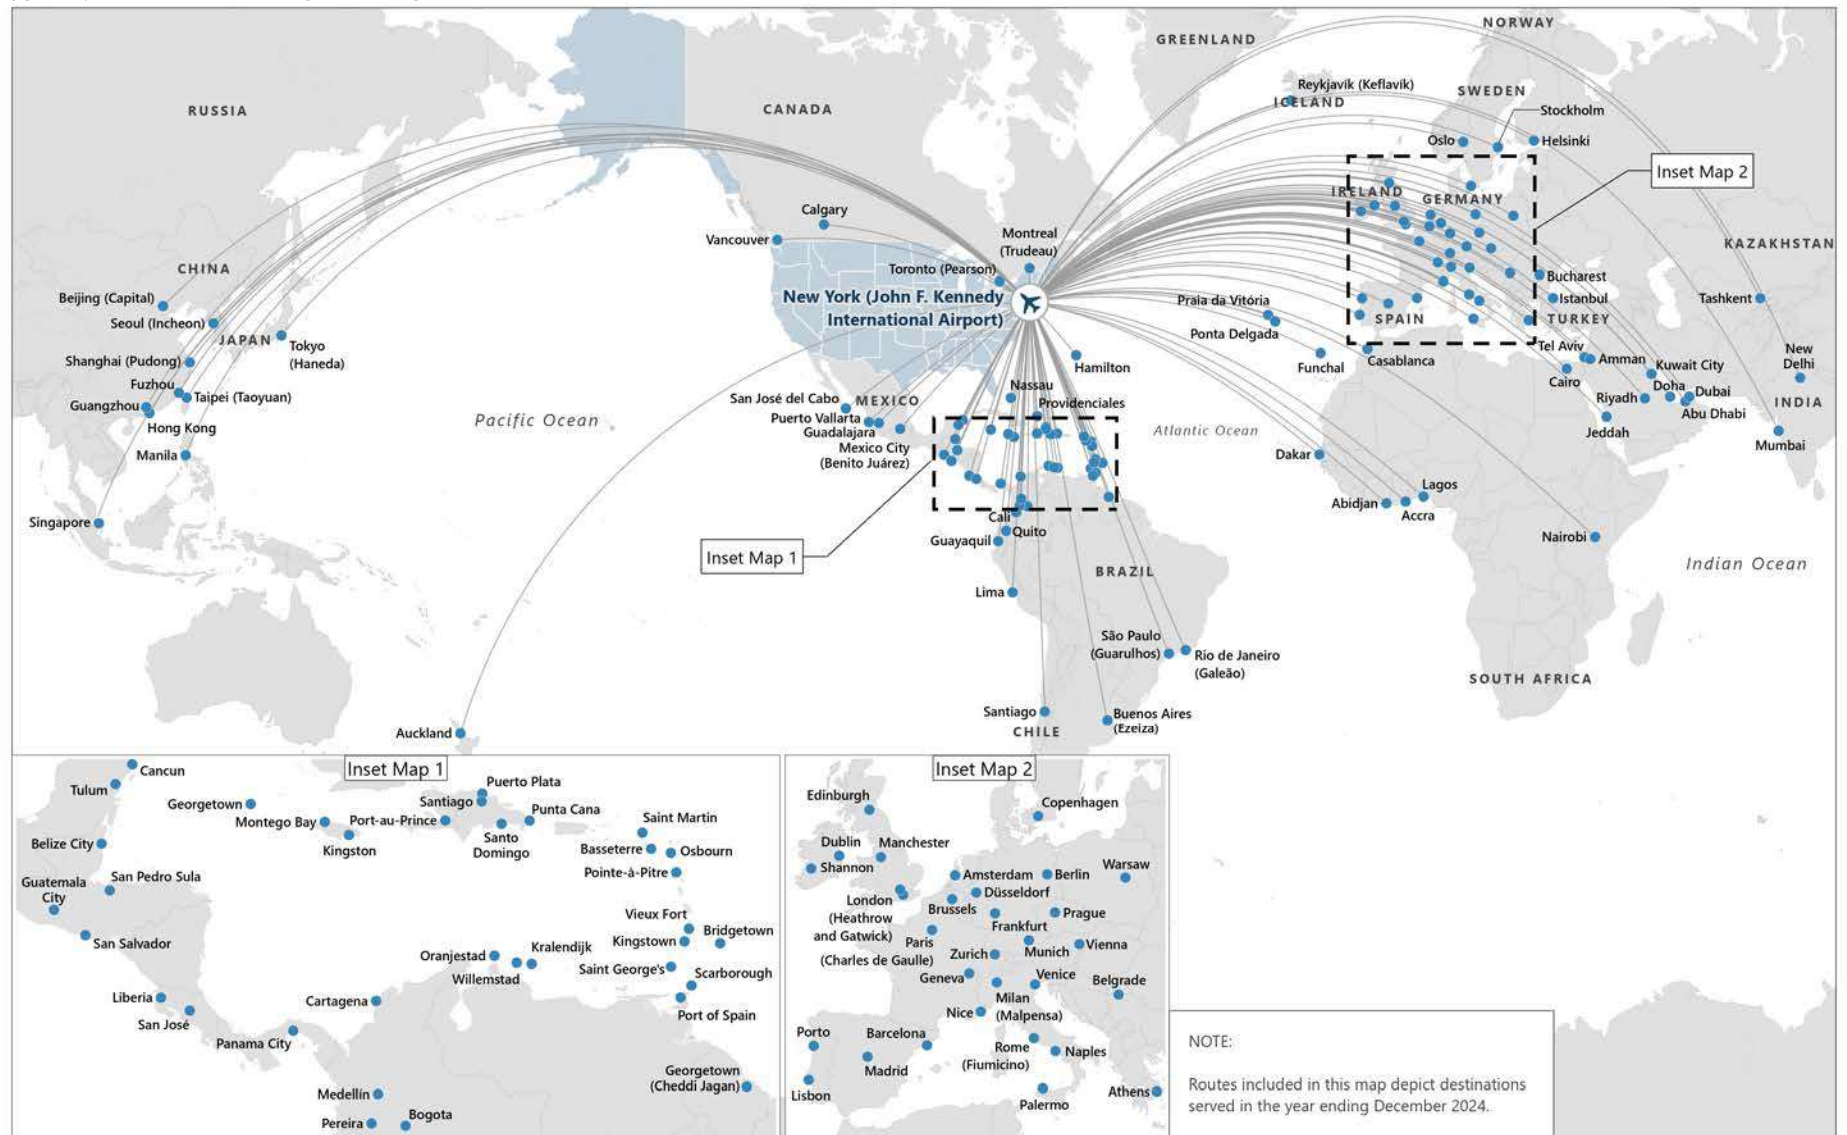 GREENLAND
NORWAY
Reykjavík (Keflavík)
ICELAND
SWEDEN
Stockholm
RUSSIA
CANADA
Oslo
Helsinki
Inset Map 2
IRELAND
GERMANY
Calgary
Vancouver
Montreal
(Trudeau)
KAZAKHSTAN
CHINA
Toronto (Pearson)
Bucharest
Beijing (Capital)
New York (John F. Kennedy
International Airport)
Praia da Vitória
Istanbul
Tashkent
Seoul (Incheon)
SPAIN
TURKEY
JAPAN
Ponta Delgada
Tokyo
(Haneda)
Tel Aviv
New
Delhi
Shanghai (Pudong)
Hamilton
Funchal
Casablanca
Amman
Kuwait City
Fuzhou
Nassau
Cairo
Doha
Dubai
Taipei (Taoyuan)
San José del Cabo
MEXICO
Providenciales
Riyadh
INDIA
Guangzhou
Puerto Vallarta
Abu Dhabi
Hong Kong
Pacific Ocean
Guadalajara
Atlantic Ocean
Jeddah
Mumbai
Mexico City
(Benito Juárez)
Manila
Dakar
Lagos
Singapore
Abidjan
Accra
Cali
Quito
Guayaquil
Nairobi
Inset Map 1
BRAZIL
Indian Ocean
Lima
São Paulo
(Guarulhos)
Rio de Janeiro
(Galeão)
SOUTH AFRICA
Santiago
Buenos Aires
(Ezeiza)
Auckland
CHILE
Inset Map 1
Cancun
Tulum
Puerto Plata
Georgetown
Santiago
Punta Cana
Montego Bay
Port-au-Prince
Saint Martin
Belize City
Kingston
Santo
Domingo
Basseterre
Osbourn
Pointe-à-Pitre
Guatemala
City
San Pedro Sula
Vieux Fort
Bridgetown
San Salvador
Kingstown
Oranjestad
Kralendijk
Willemstad
Saint George's
Scarborough
Liberia
Cartagena
San José
Port of Spain
Panama City
Georgetown
(Cheddi Jagan)
Medellín
Bogota
Pereira
Inset Map 2
Edinburgh
Copenhagen
Dublin
Manchester
Shannon
Warsaw
Amsterdam
Berlin
Düsseldorf
London
(Heathrow
and Gatwick)
Brussels
Prague
Frankfurt
Paris
(Charles de Gaulle)
Munich
Vienna
Zurich
Geneva
Venice
Belgrade
Milan
(Malpensa)
Nice
Porto
Barcelona
Rome
(Fiumicino)
Naples
Madrid
Lisbon
Palermo
Athens
NOTE:
Routes included in this map depict destinations
served in the year ending December 2024.